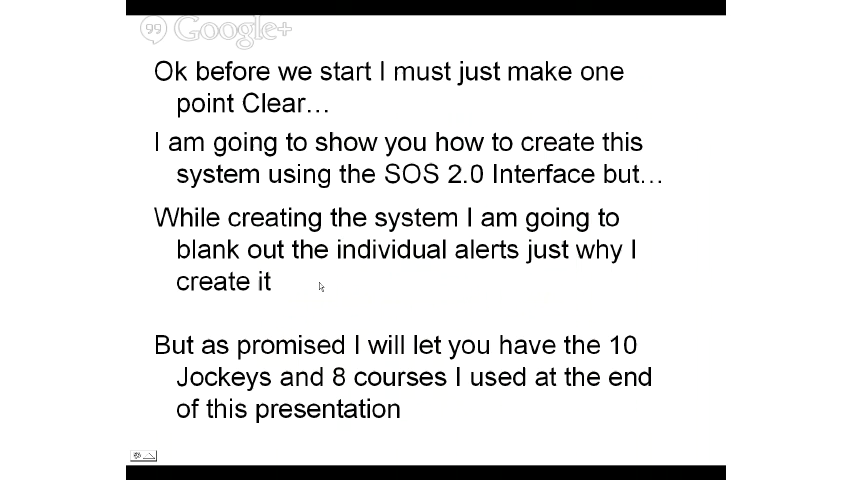 Google+
Ok before we start I must just make one
point Clear...
I am going to show you how to create this
system using the SOS 2.0 Interface but...
While creating the system I am going to
blank out the individual alerts just why I
create it
But as promised I will let you have the 10
Jockeys and 8 courses I used at the end
of this presentation